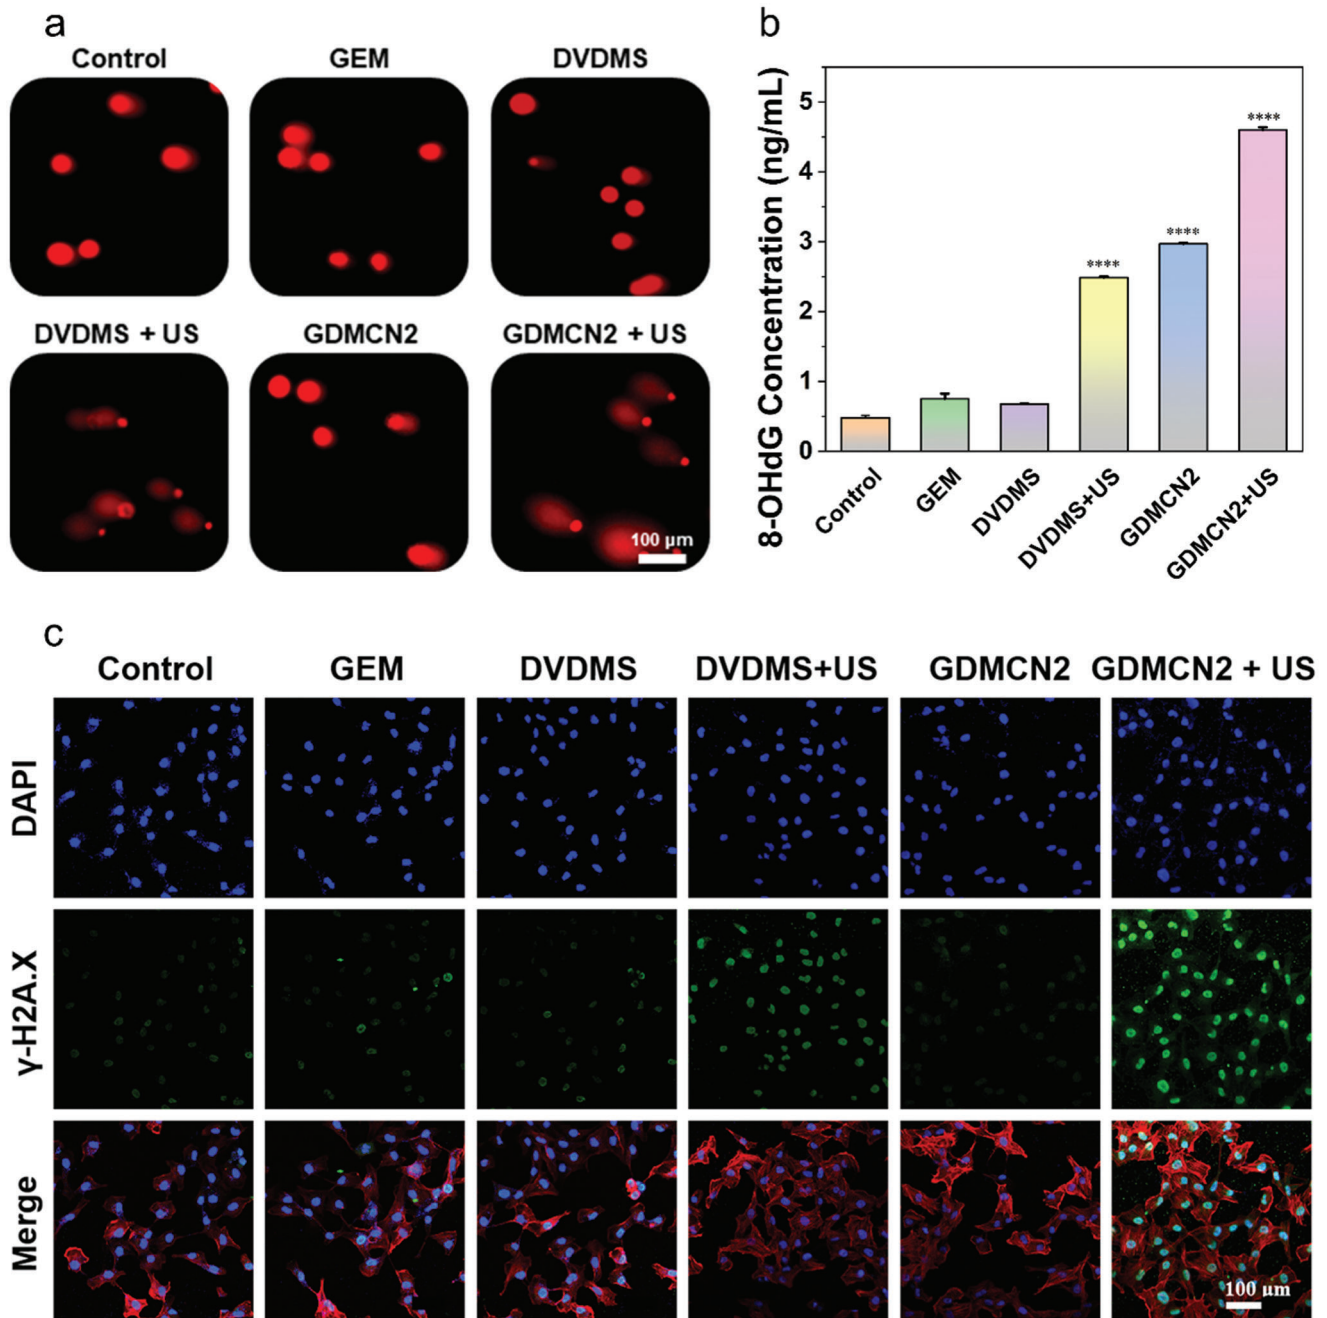 a
Control GEM DVDMS
DVDMS + US GDMCN2 GDMCN2 + US
100 µm
b
8-OHdG Concentration (ng/mL)
5
4
3
2
1
0
****
****
****
Control GEM DVDMS DVDMS+US GDMCN2 GDMCN2+US
c
Control GEM DVDMS DVDMS+US GDMCN2 GDMCN2 + US
DAPI
γ-H2A.X
Merge
100 µm